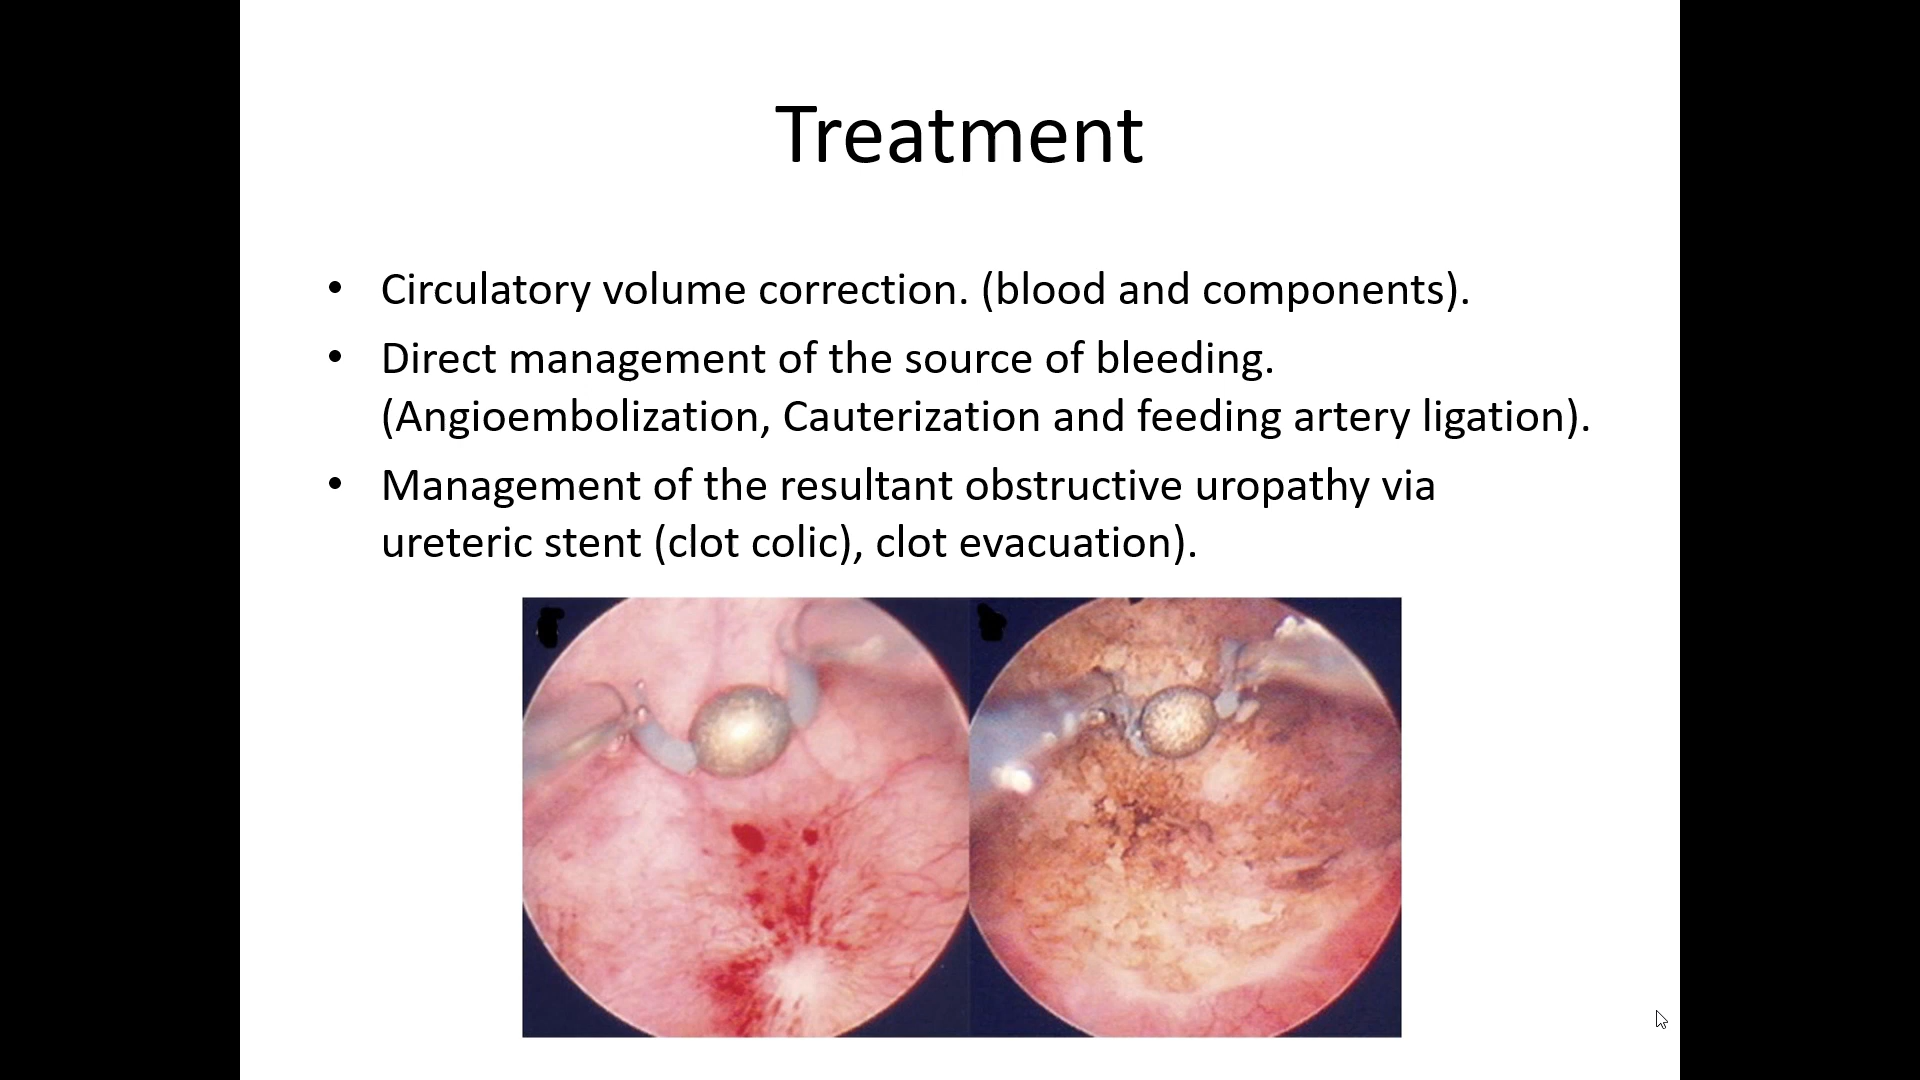 Treatment
• Circulatory volume correction. (blood and components).
• Direct management of the source of bleeding.
(Angioembolization, Cauterization and feeding artery ligation).
• Management of the resultant obstructive uropathy via
ureteric stent (clot colic), clot evacuation).